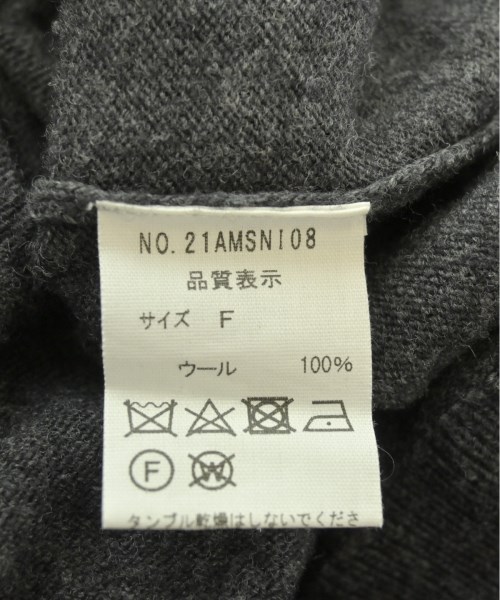 NO.21AMSNI08
品質表示
サイズ F
ウール 100%
F W
タンブル乾燥はしないでくださ